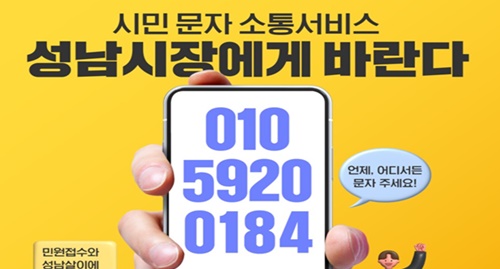 시민 문자 소통서비스
성남시장에게 바란다
010
5920
0184
언제, 어디서든
문자 주세요!
민원접수와
성남살이에